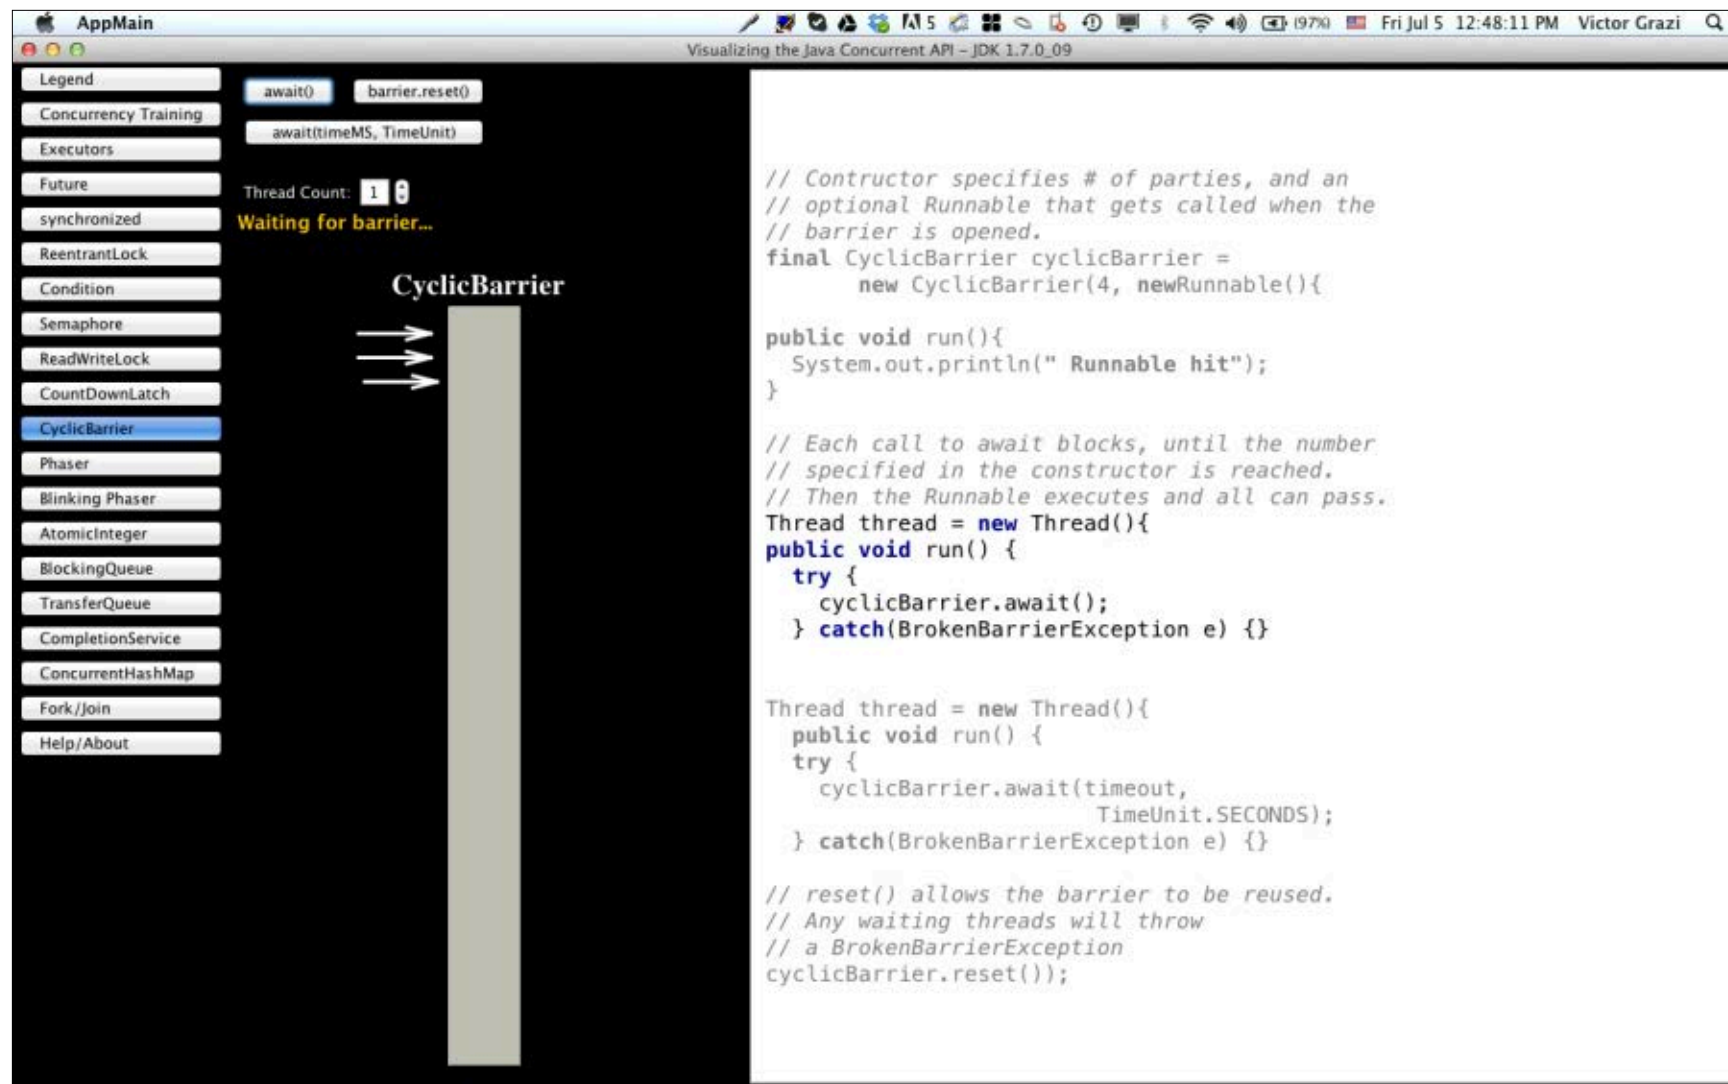 AppMain
5
(97%)
Fri Jul 5 12:48:11 PM Victor Grazi
Visualizing the Java Concurrent API – JDK 1.7.0_09
Legend
Concurrency Training
Executors
Future
synchronized
ReentrantLock
Condition
Semaphore
ReadWriteLock
CountDownLatch
CyclicBarrier
Phaser
Blinking Phaser
AtomicInteger
BlockingQueue
TransferQueue
CompletionService
ConcurrentHashMap
Fork/Join
Help/About
await()
barrier.reset()
await(timeMS, TimeUnit)
Thread Count: 1
Waiting for barrier...
CyclicBarrier
// Contructor specifies # of parties, and an
// optional Runnable that gets called when the
// barrier is opened.
final CyclicBarrier cyclicBarrier =
new CyclicBarrier(4, newRunnable(){
public void run(){
System.out.println(" Runnable hit");
}
// Each call to await blocks, until the number
// specified in the constructor is reached.
// Then the Runnable executes and all can pass.
Thread thread = new Thread(){
public void run() {
try {
cyclicBarrier.await();
} catch(BrokenBarrierException e) {}
Thread thread = new Thread(){
public void run() {
try {
cyclicBarrier.await(timeout,
TimeUnit.SECONDS);
} catch(BrokenBarrierException e) {}
// reset() allows the barrier to be reused.
// Any waiting threads will throw
// a BrokenBarrierException
cyclicBarrier.reset());